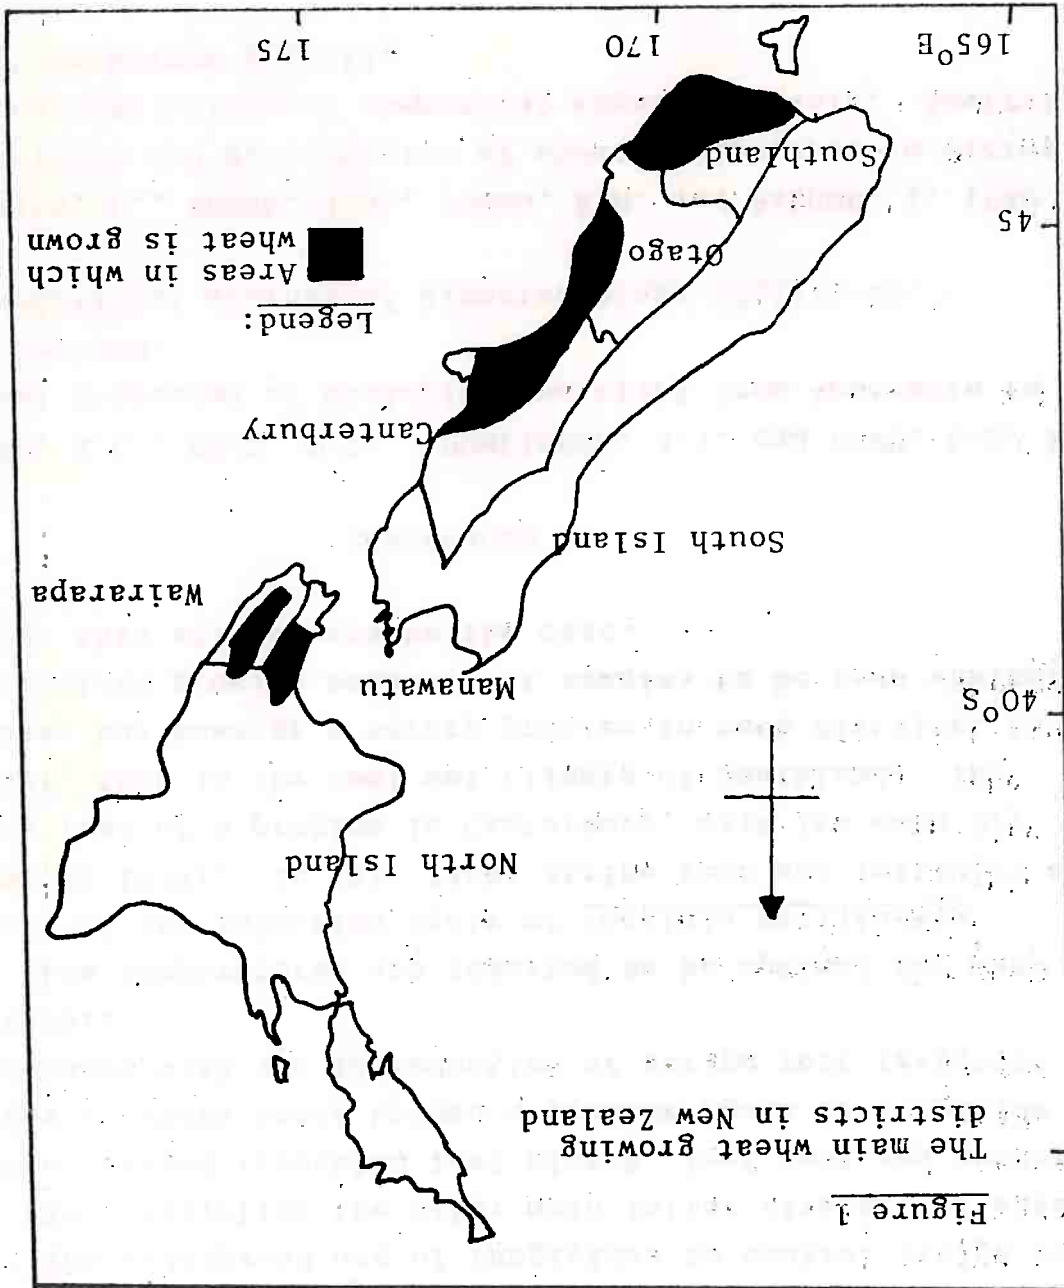 Figure 1
The main wheat growing
districts in New Zealand
North Island
40°S
Manawatu
Wairarapa
South Island
Canterbury
Legend:
Areas in which
wheat is grown
Otago
45
Southland
165°E
170
175